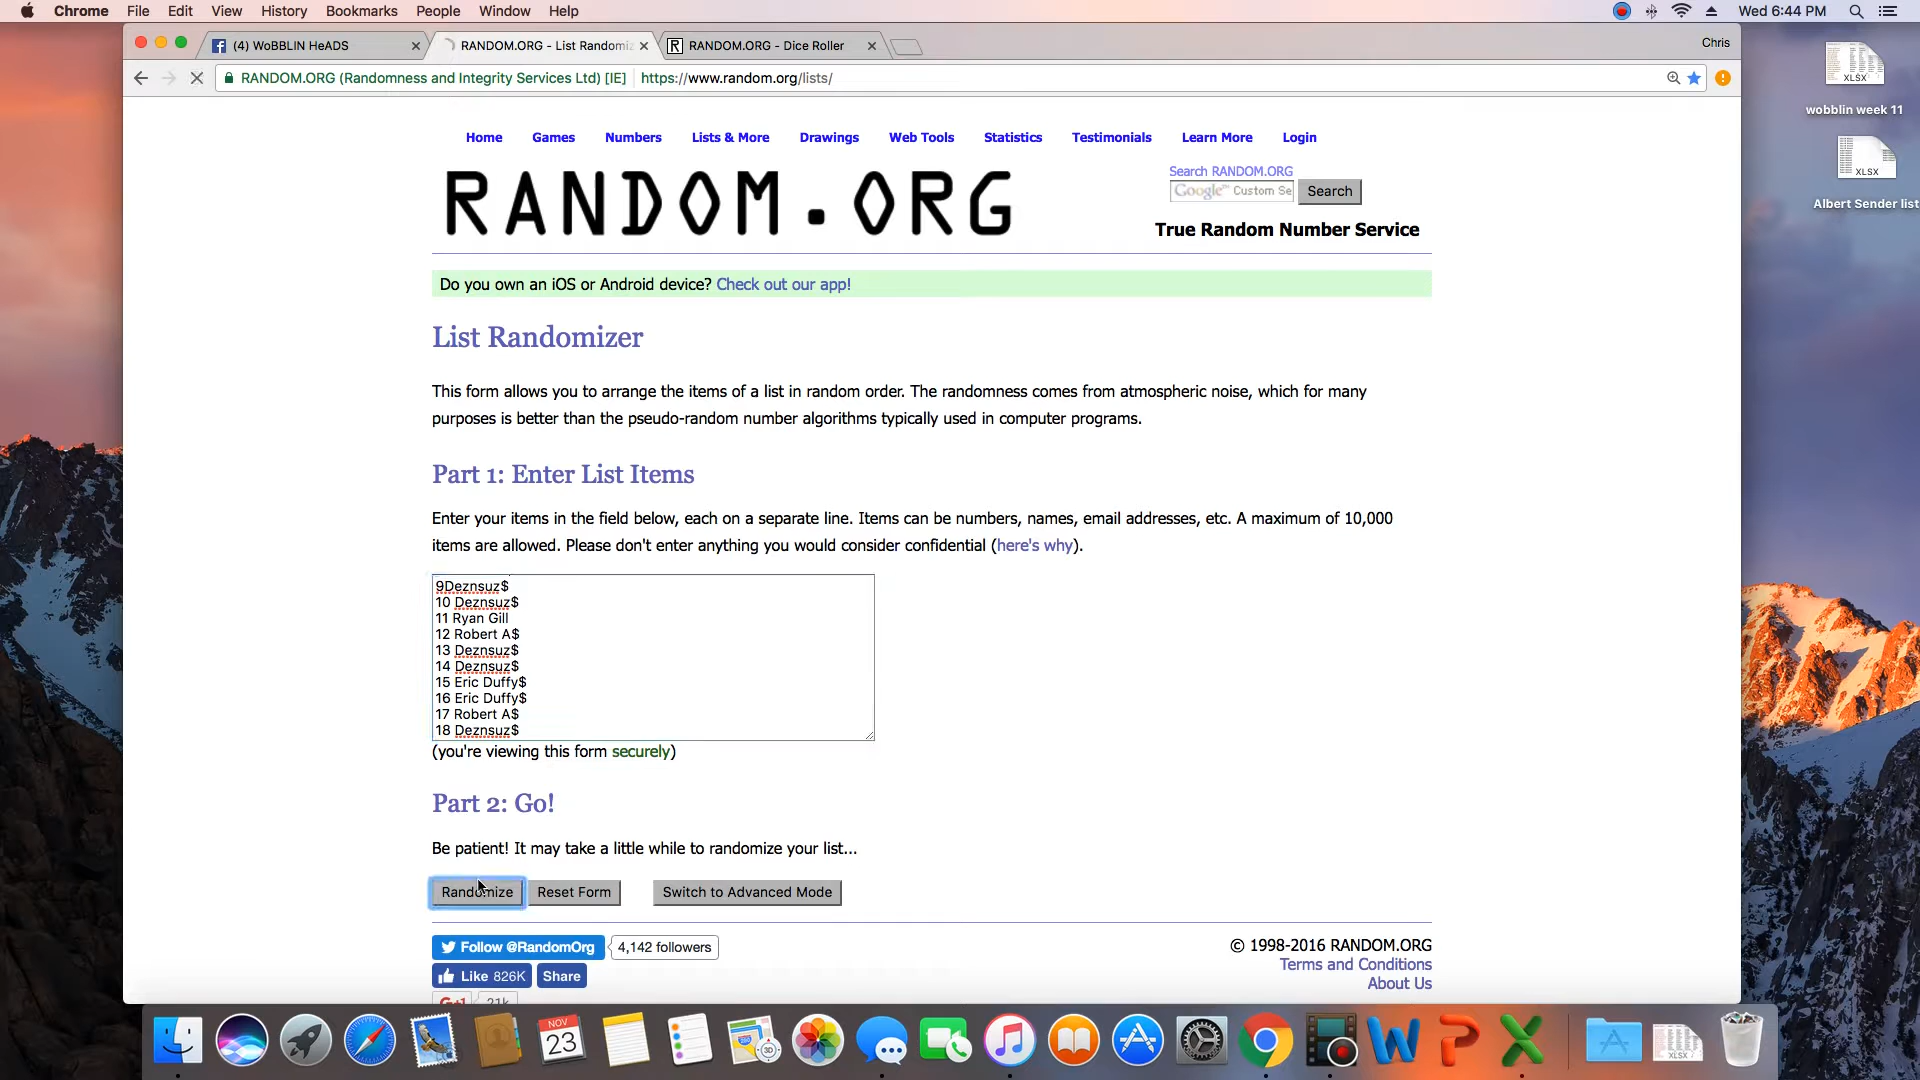 Chrome File Edit View History Bookmarks People Window Help Wed 6:44 PM
(4) WoBBLIN HeADS RANDOM.ORG - List Randomiz RANDOM.ORG - Dice Roller Chris
RANDOM.ORG (Randomness and Integrity Services Ltd) [IE] https://www.random.org/lists/
XLSX
wobblin week 11
XLSX
Albert Sender list
Home Games Numbers Lists & More Drawings Web Tools Statistics Testimonials Learn More Login
RANDOM.ORG
Search RANDOM.ORG
Google™ Custom Se Search
True Random Number Service
Do you own an iOS or Android device? Check out our app!
List Randomizer
This form allows you to arrange the items of a list in random order. The randomness comes from atmospheric noise, which for many
purposes is better than the pseudo-random number algorithms typically used in computer programs.
Part 1: Enter List Items
Enter your items in the field below, each on a separate line. Items can be numbers, names, email addresses, etc. A maximum of 10,000
items are allowed. Please don't enter anything you would consider confidential (here's why).
9Deznsuz$
10 Deznsuz$
11 Ryan Gill
12 Robert A$
13 Deznsuz$
14 Deznsuz$
15 Eric Duffy$
16 Eric Duffy$
17 Robert A$
18 Deznsuz$
(you're viewing this form securely)
Part 2: Go!
Be patient! It may take a little while to randomize your list...
Randomize Reset Form Switch to Advanced Mode
Follow @RandomOrg 4,142 followers
Like 826K Share
G+1 21k
© 1998-2016 RANDOM.ORG
Terms and Conditions
About Us
NOV
23
3D
XLSX